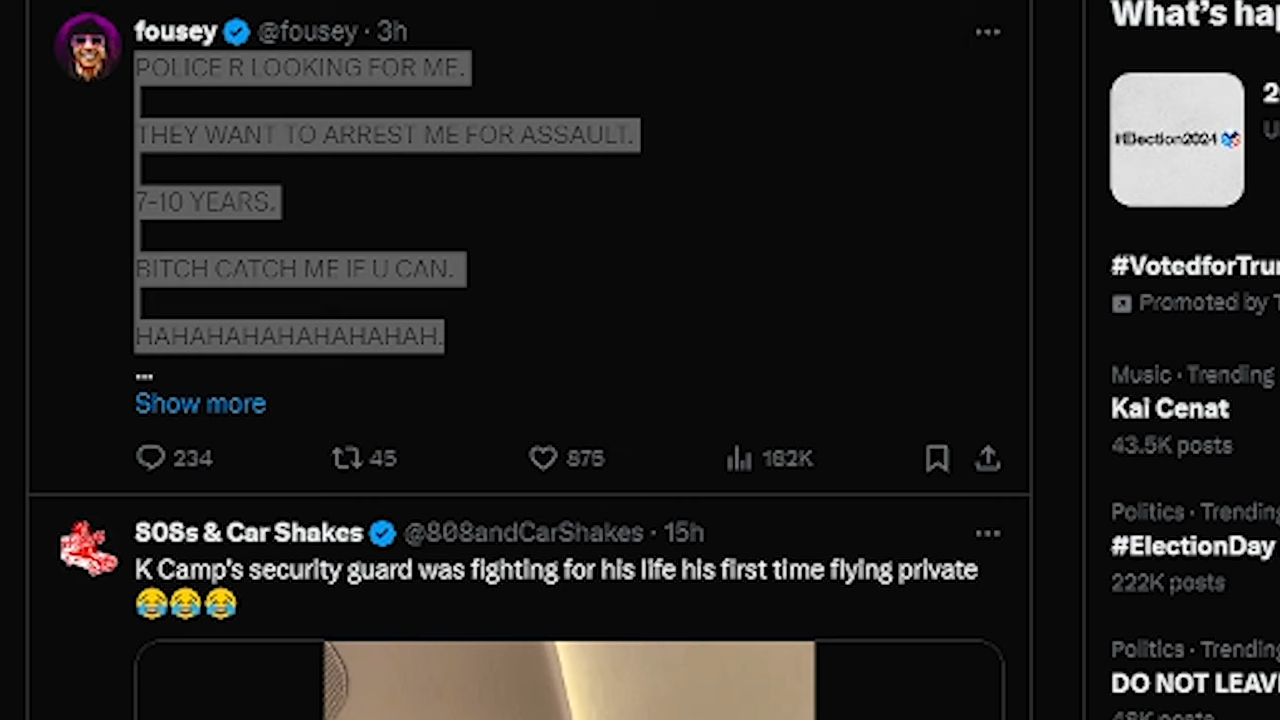 fousey @fousey · 3h
POLICE R LOOKING FOR ME.
THEY WANT TO ARREST ME FOR ASSAULT.
7-10 YEARS.
BITCH CATCH ME IF U CAN.
HAHAHAHAHAHAHAHAH.
...
Show more
234 45 875 162K
808s & Car Shakes @808andCarShakes · 15h
K Camp's security guard was fighting for his life his first time flying private
😂😂😂
What's hap
#Election2024
2
U
#VotedforTru
Promoted by T
Music · Trending
Kai Cenat
43.5K posts
Politics · Trending
#ElectionDay
222K posts
Politics · Trending
DO NOT LEAV